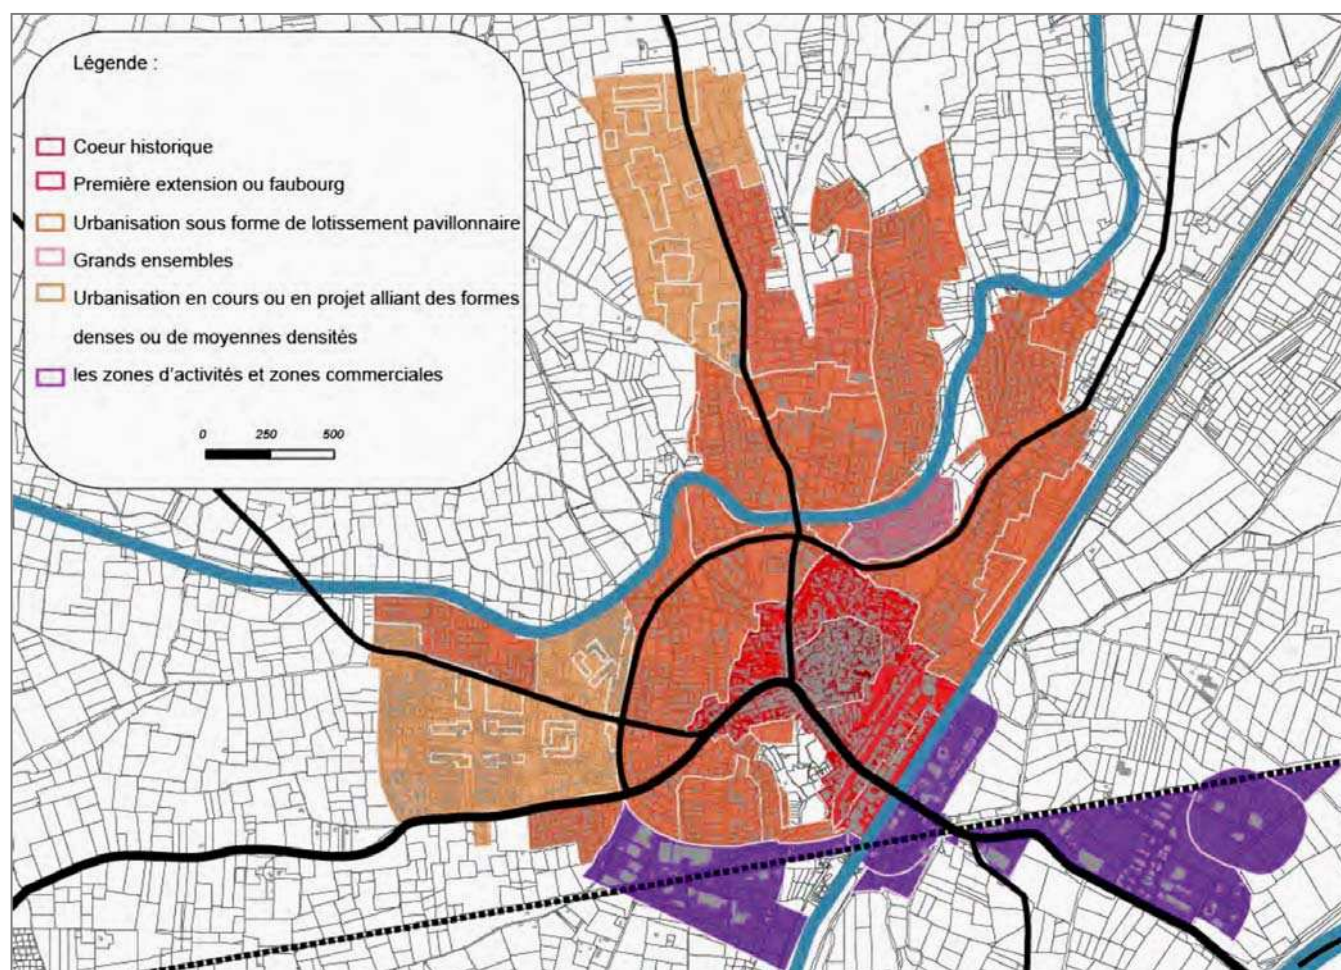 Légende :
Coeur historique
Première extension ou faubourg
Urbanisation sous forme de lotissement pavillonnaire
Grands ensembles
Urbanisation en cours ou en projet alliant des formes
denses ou de moyennes densités
les zones d'activités et zones commerciales
0 250 500